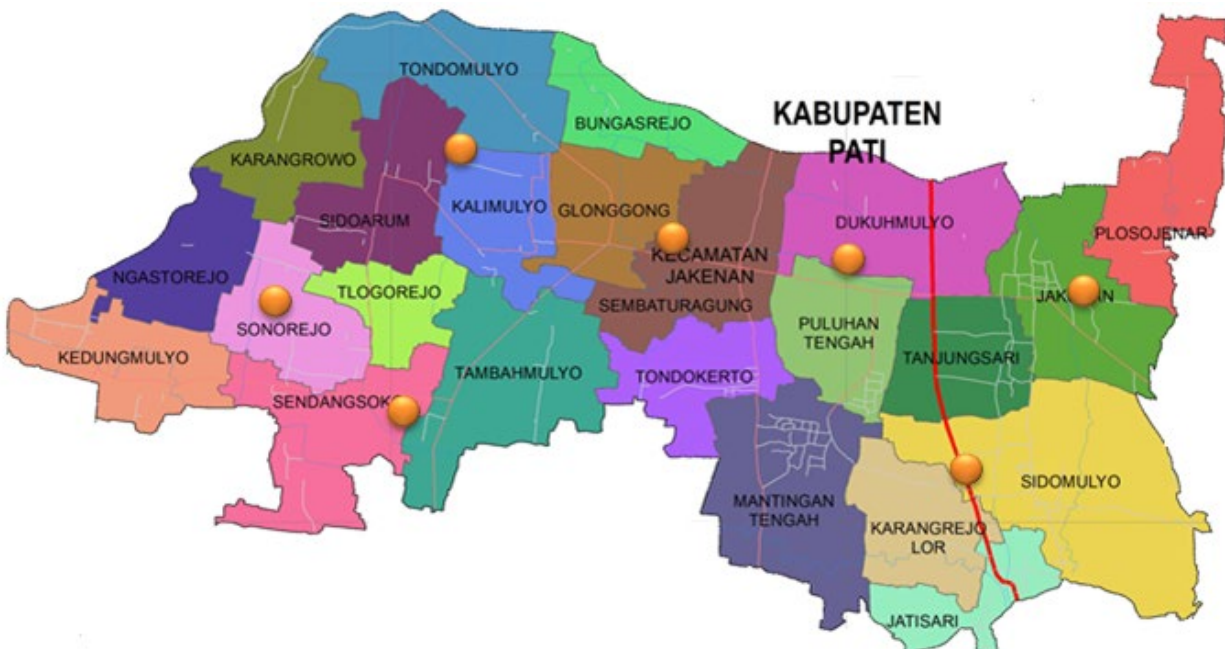 TONDOMULYO
BUNGASREJO
KABUPATEN
PATI
KARANGROWO
SIDOARUM
KALIMULYO
GLONGGONG
DUKUHMULYO
PLOSOJENAR
KECAMATAN
JAKENAN
NGASTOREJO
TLOGOREJO
SEMBATURAGUNG
SONOREJO
PULUHAN
TENGAH
TANJUNGSARI
KEDUNGMULYO
TAMBAHMULYO
TONDOKERTO
SIDOMULYO
MANTINGAN
TENGAH
KARANGREJO
LOR
JATISARI